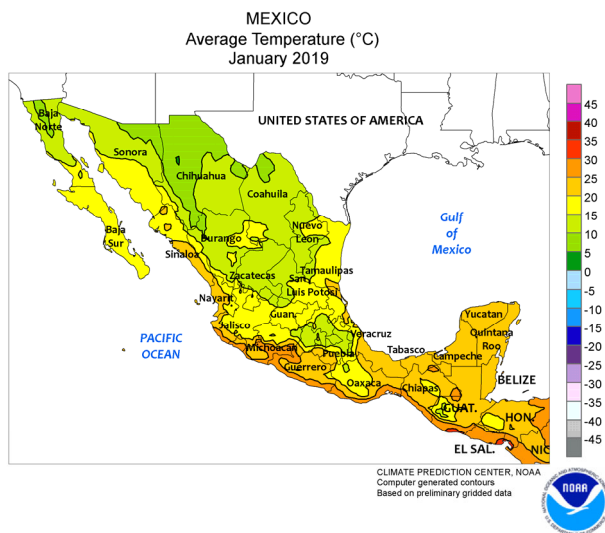 MEXICO
Average Temperature (°C)
January 2019
UNITED STATES OF AMERICA
Baja
Norte
Sonora
Chihuahua
Coahulla
Baja
Sur
Sinaloa
Durango
Nuevo
Leon
Zacatecas
San
Tamaulipas
Luis Potosi
Nayarit
Jalisco
Guan.
Michoacan
Guerrero
Puebla
Veracruz
Oaxaca
Tabasco
Chiapas
Campeche
Yucatan
Quintana
Roo
BELIZE
GUAT.
HON.
EL SAL.
NIC
Gulf
of
Mexico
PACIFIC
OCEAN
45
40
35
30
25
20
15
10
5
0
-5
-10
-15
-20
-25
-30
-35
-40
-45
CLIMATE PREDICTION CENTER, NOAA
Computer generated contours
Based on preliminary gridded data
NOAA